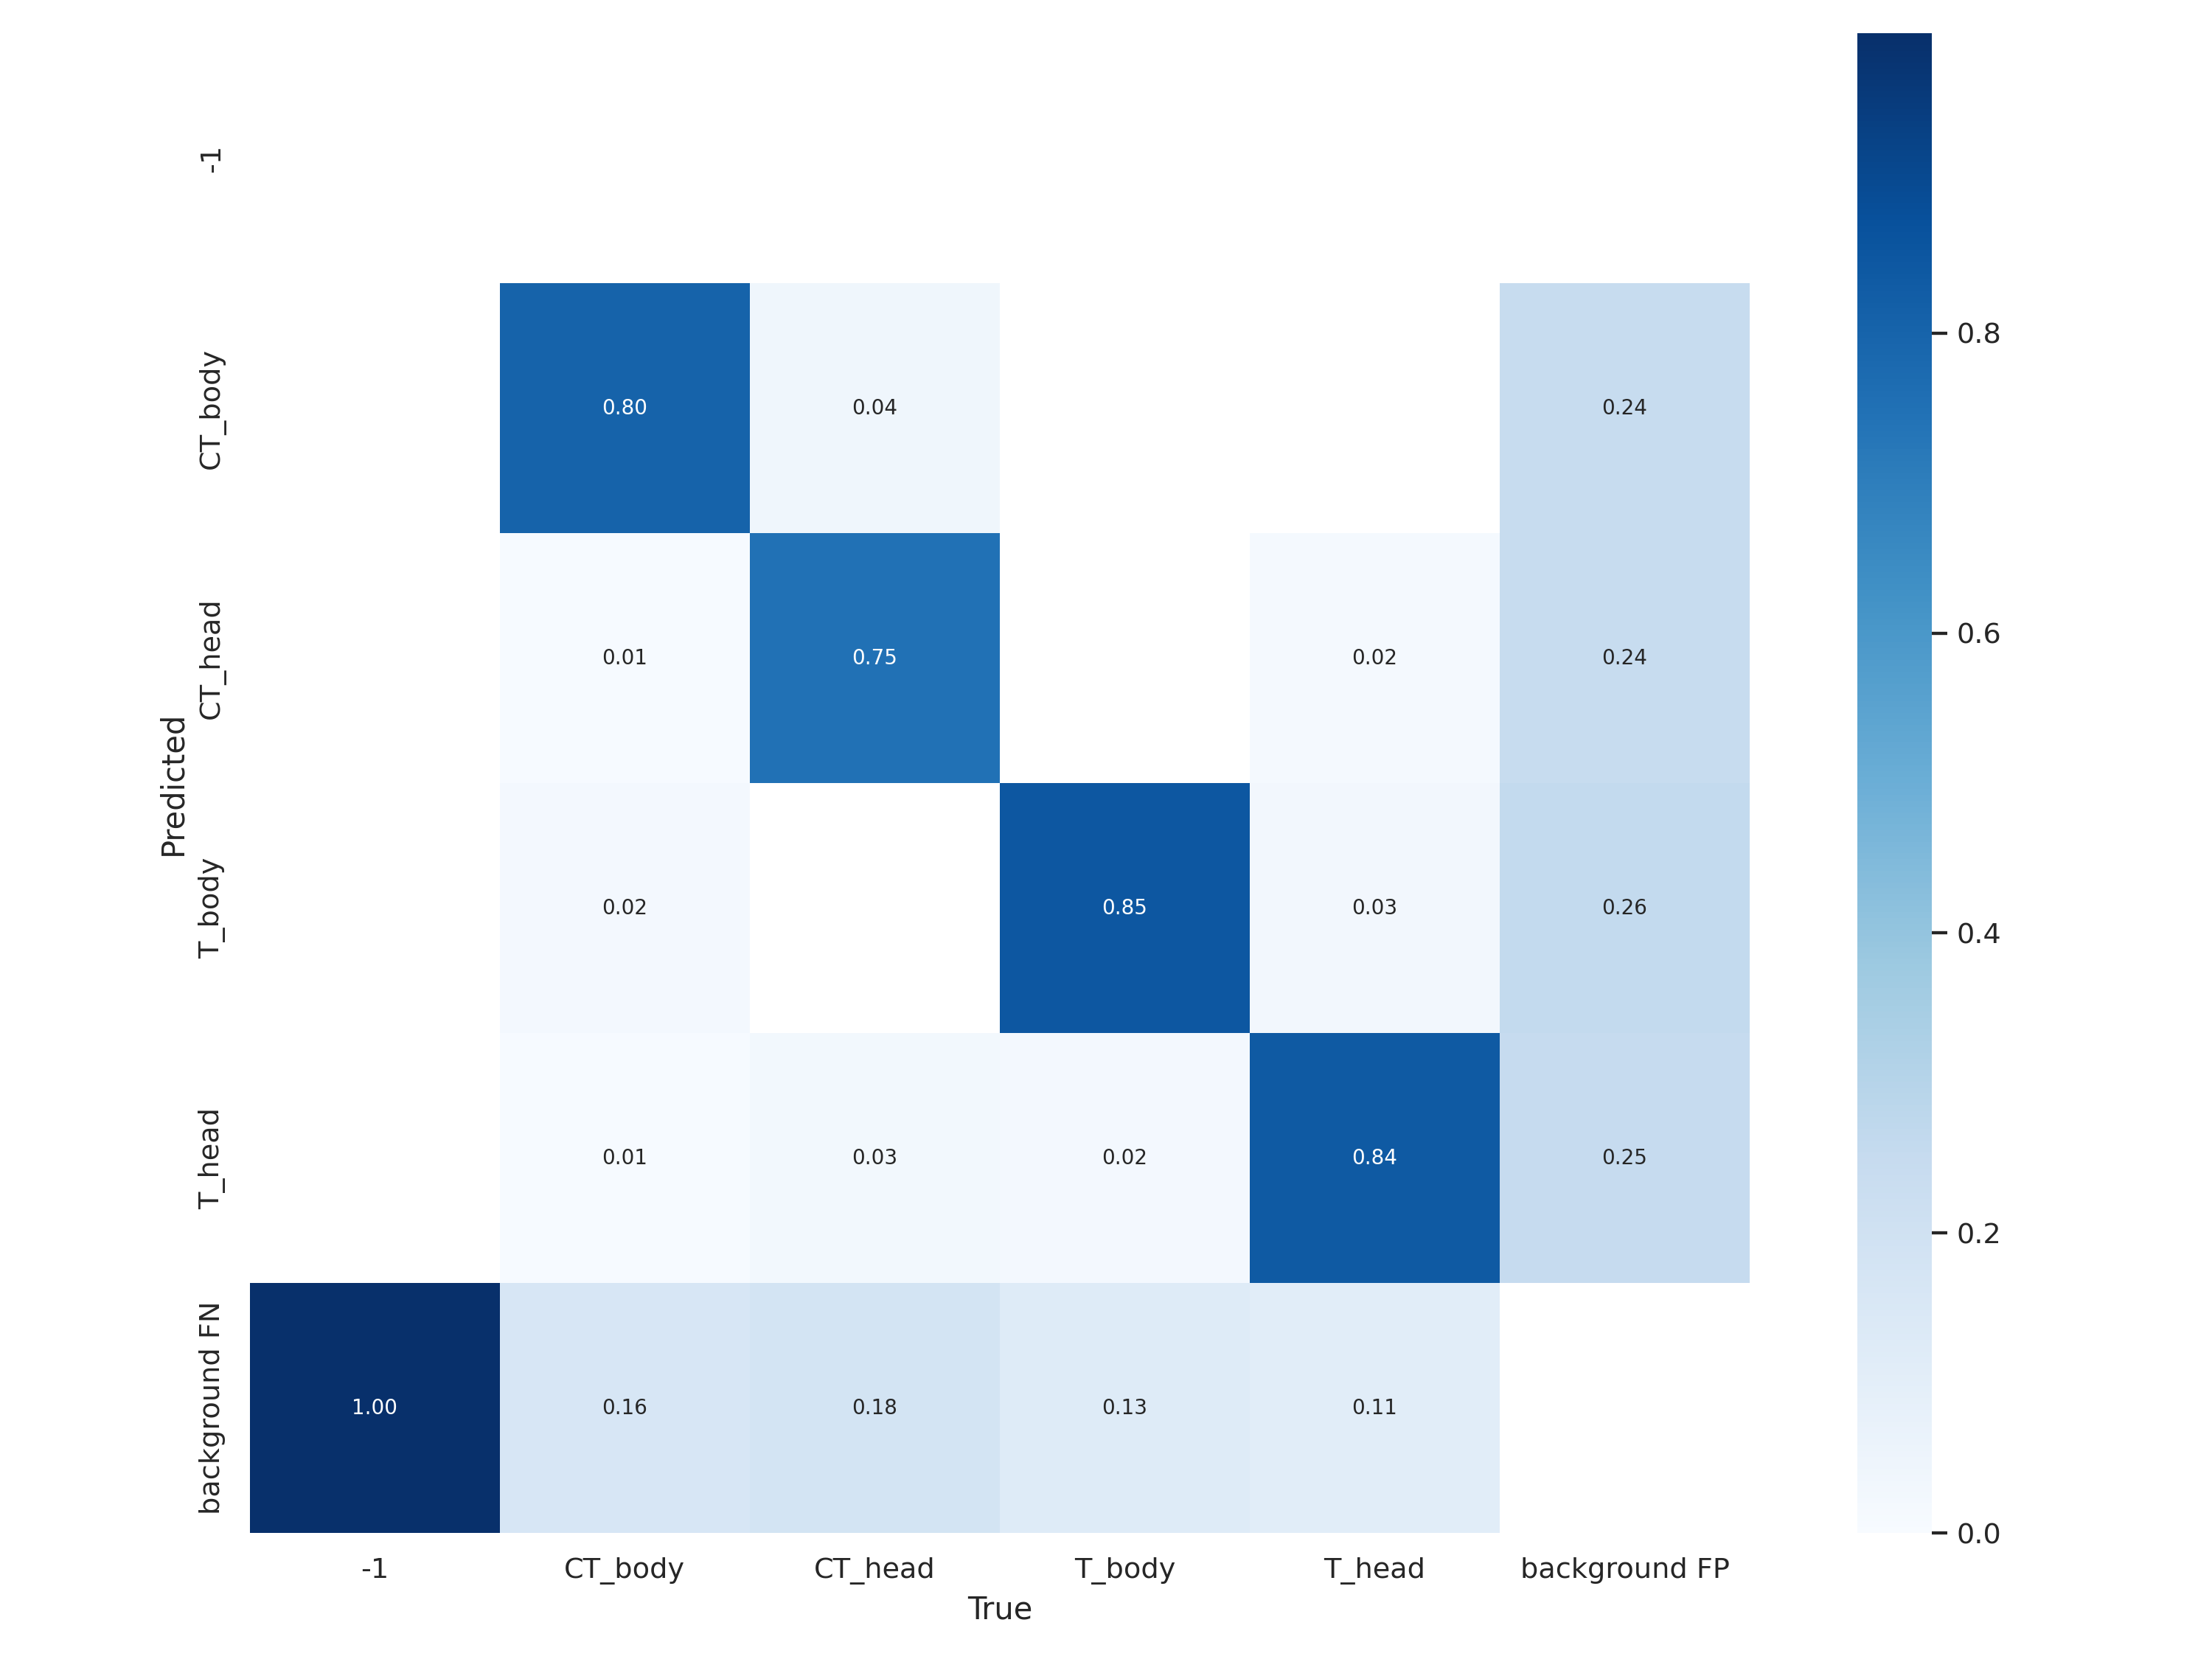 -1
CT_body
0.80 0.04 0.24
CT_head
0.01 0.75 0.02 0.24
Predicted
T_body
0.02 0.85 0.03 0.26
T_head
0.01 0.03 0.02 0.84 0.25
background FN
1.00 0.16 0.18 0.13 0.11
-1 CT_body CT_head T_body T_head background FP
True
0.8
0.6
0.4
0.2
0.0